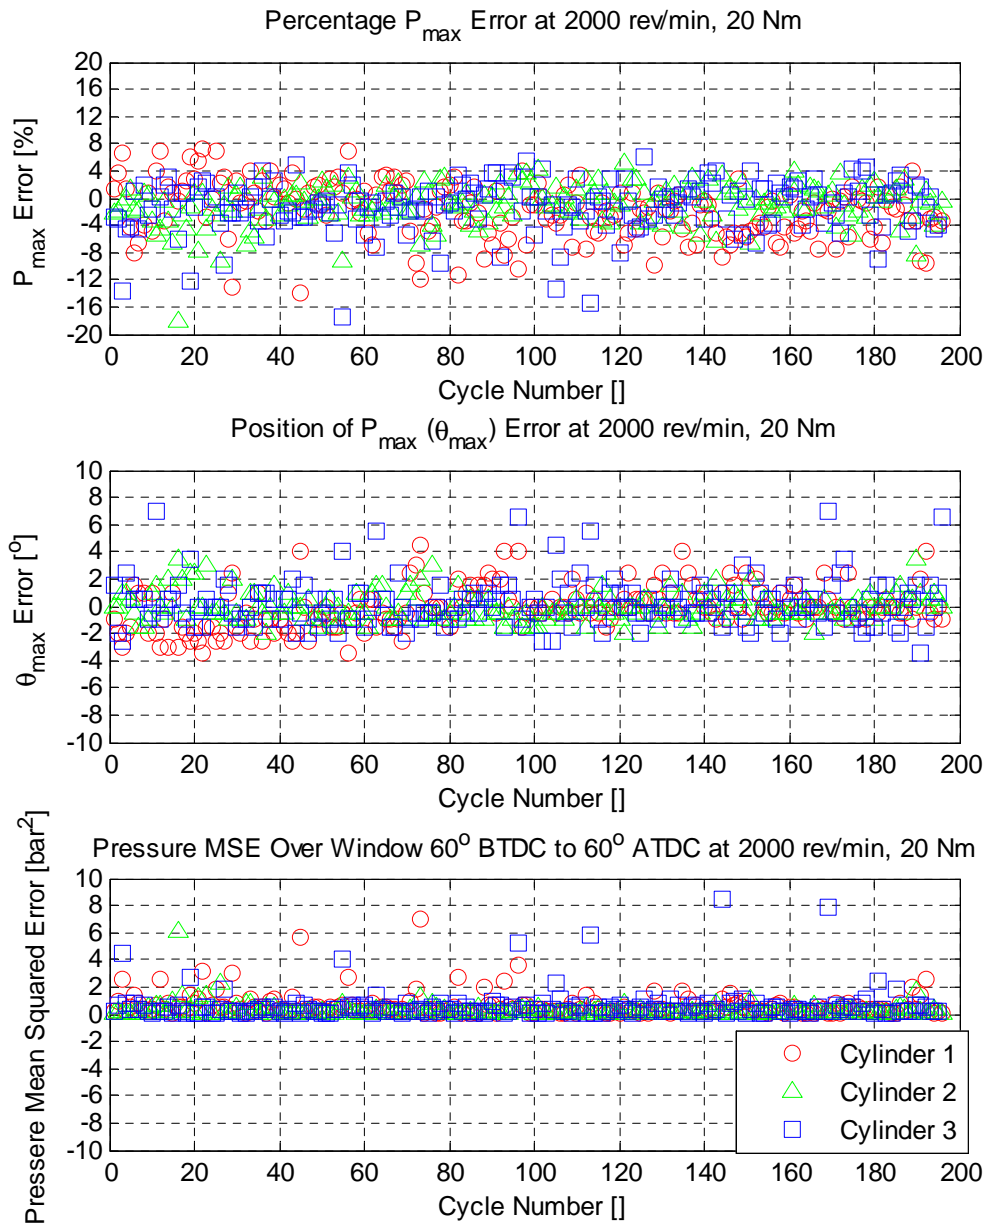 Percentage P_max Error at 2000 rev/min, 20 Nm
20
16
12
8
4
0
-4
-8
-12
-16
-20
P_max Error [%]
0 20 40 60 80 100 120 140 160 180 200
Cycle Number []
Position of P_max (θ_max) Error at 2000 rev/min, 20 Nm
10
8
6
4
2
0
-2
-4
-6
-8
-10
θ_max Error [o]
0 20 40 60 80 100 120 140 160 180 200
Cycle Number []
Pressure MSE Over Window 60° BTDC to 60° ATDC at 2000 rev/min, 20 Nm
10
8
6
4
2
0
-2
-4
-6
-8
-10
Pressere Mean Squared Error [bar²]
Cylinder 1
Cylinder 2
Cylinder 3
0 20 40 60 80 100 120 140 160 180 200
Cycle Number []